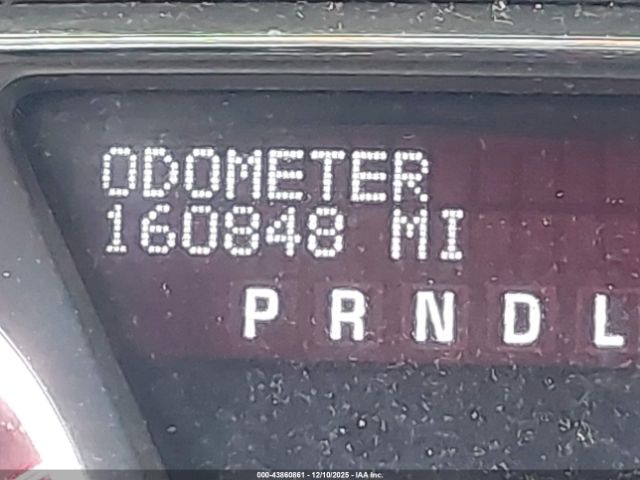 ODOMETER
160848 MI
P R N D L
000-43860861 - 12/10/2025 - IAA Inc.